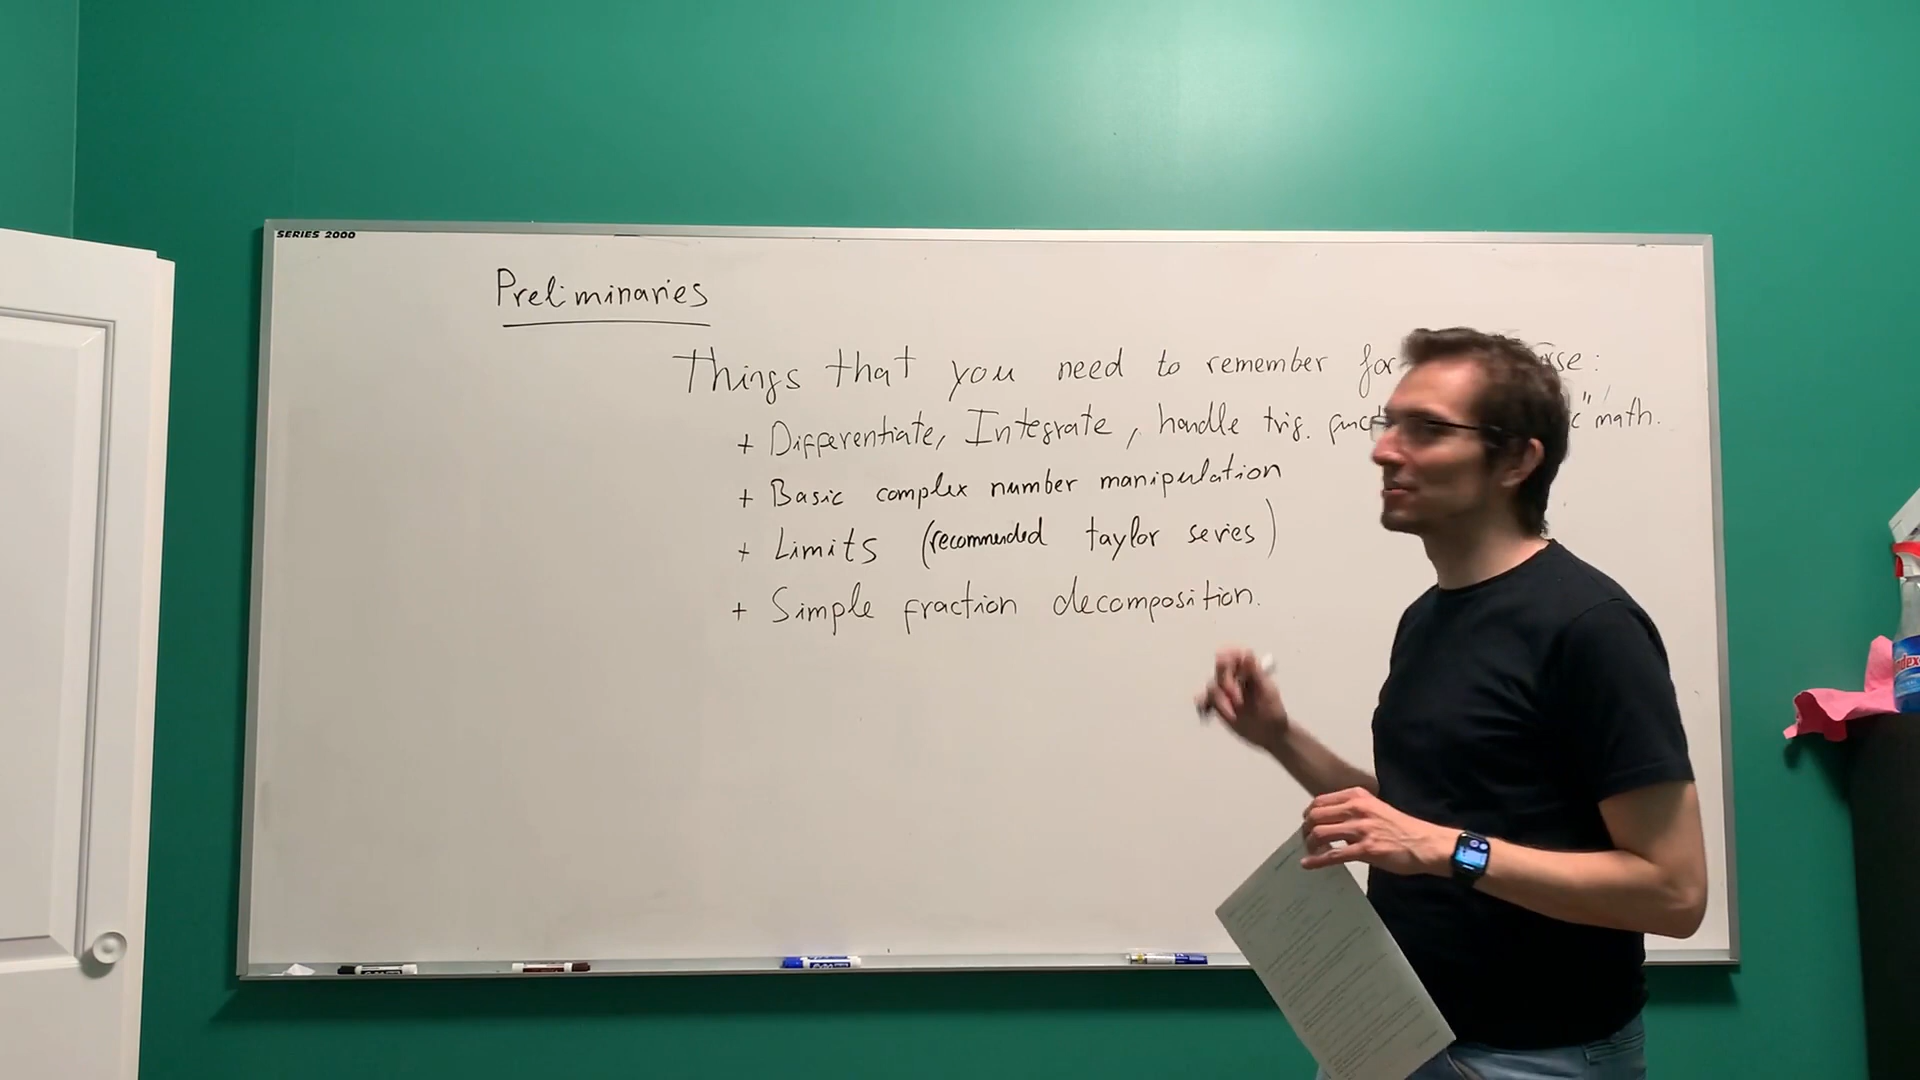 SERIES 2000
Preliminaries
Things that you need to remember for :
+ Differentiate, Integrate, handle trig. " math.
+ Basic complex number manipulation
+ Limits (recommended taylor series)
+ Simple fraction decomposition.